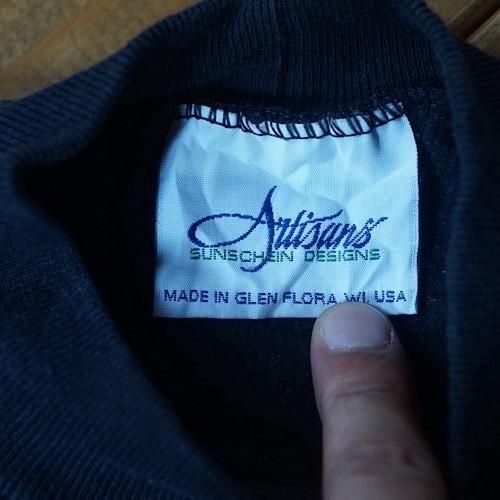 Artisans
SUNSCHEIN DESIGNS
MADE IN GLEN FLORA, WI, USA